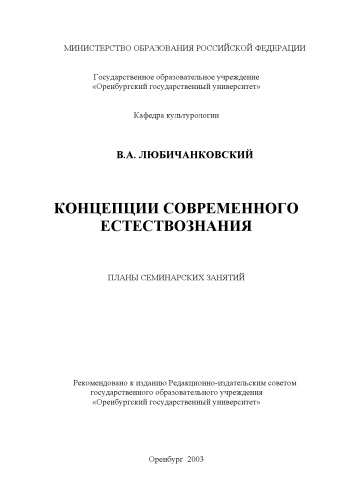 МИНИСТЕРСТВО ОБРАЗОВАНИЯ РОССИЙСКОЙ ФЕДЕРАЦИИ
Государственное образовательное учреждение
«Оренбургский государственный университет»
Кафедра культурологии
В.А. ЛЮБИЧАНКОВСКИЙ
КОНЦЕПЦИИ СОВРЕМЕННОГО
ЕСТЕСТВОЗНАНИЯ
ПЛАНЫ СЕМИНАРСКИХ ЗАНЯТИЙ
Рекомендовано к изданию Редакционно-издательским советом
государственного образовательного учреждения
«Оренбургский государственный университет»
Оренбург 2003